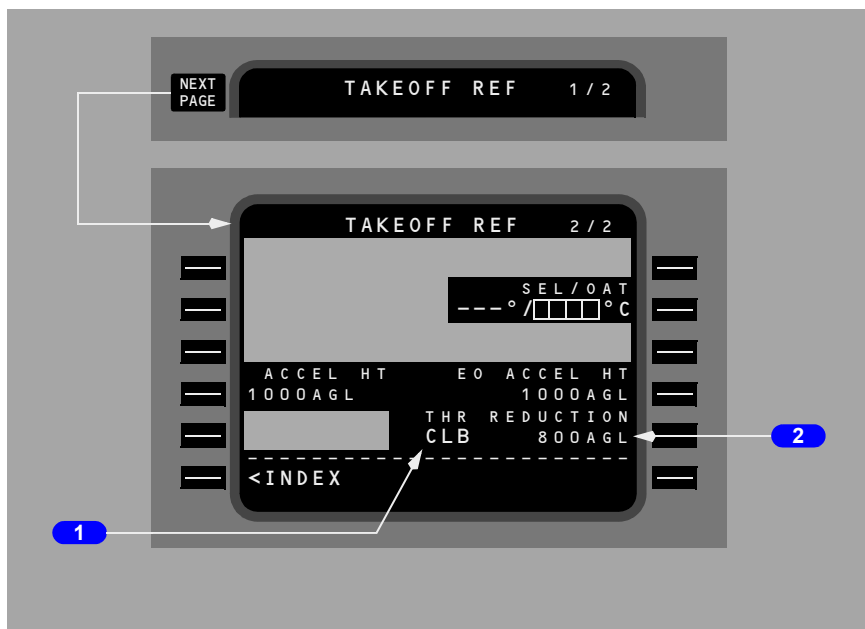 NEXT
PAGE
TAKEOFF REF 1/2
TAKEOFF REF 2/2
SEL/OAT
---°/□□□□°C
ACCEL HT EO ACCEL HT
1000AGL 1000AGL
THR REDUCTION
CLB 800AGL
2
------------------------------
<INDEX
1